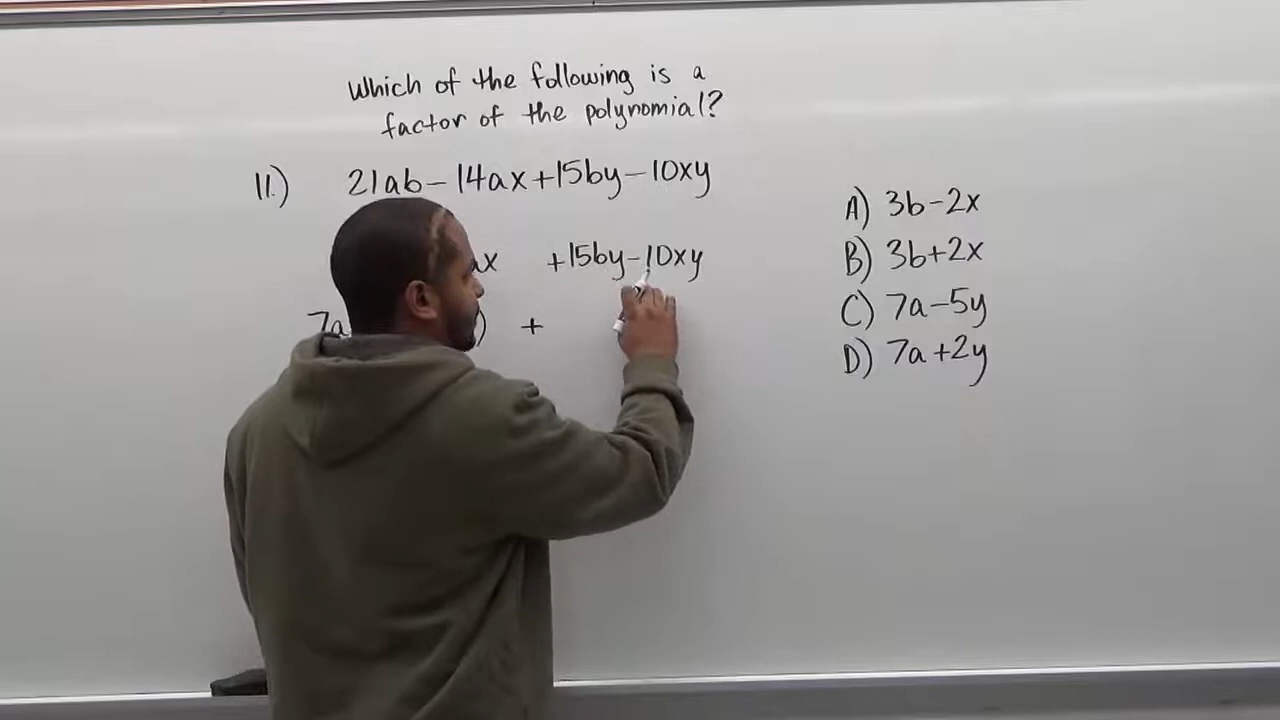 Which of the following is a
factor of the polynomial?
11.) 21ab - 14ax + 15by - 10xy
A) 3b - 2x
B) 3b + 2x
C) 7a - 5y
D) 7a + 2y
ax + 15by - 10xy
7a ) +